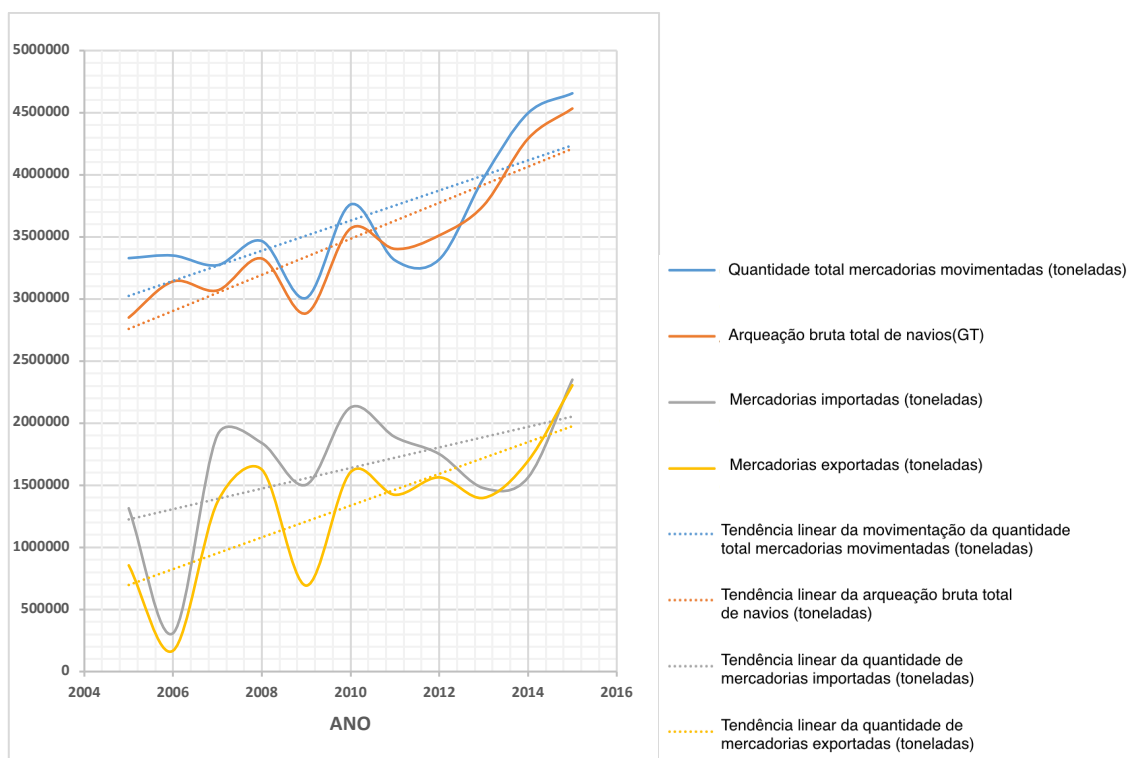 5000000
4500000
4000000
3500000
3000000
2500000
2000000
1500000
1000000
500000
0
2004 2006 2008 2010 2012 2014 2016
ANO
Quantidade total mercadorias movimentadas (toneladas)
Arqueação bruta total de navios(GT)
Mercadorias importadas (toneladas)
Mercadorias exportadas (toneladas)
Tendência linear da movimentação da quantidade
total mercadorias movimentadas (toneladas)
Tendência linear da arqueação bruta total
de navios (toneladas)
Tendência linear da quantidade de
mercadorias importadas (toneladas)
Tendência linear da quantidade de
mercadorias exportadas (toneladas)